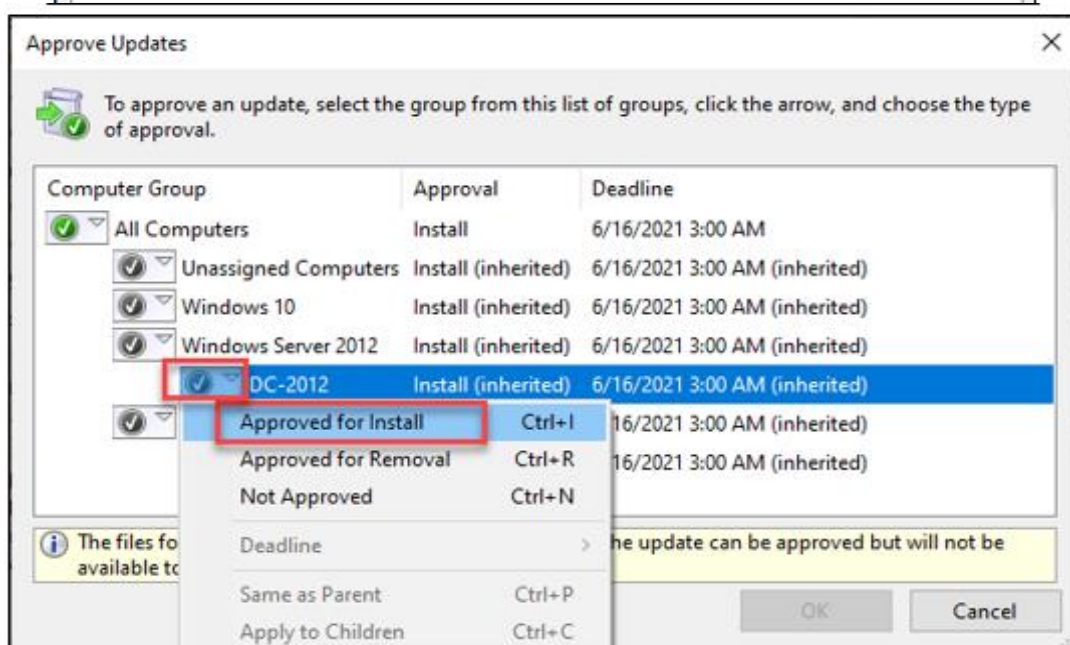 Approve Updates
To approve an update, select the group from this list of groups, click the arrow, and choose the type
of approval.
Computer Group Approval Deadline
All Computers Install 6/16/2021 3:00 AM
Unassigned Computers Install (inherited) 6/16/2021 3:00 AM (inherited)
Windows 10 Install (inherited) 6/16/2021 3:00 AM (inherited)
Windows Server 2012 Install (inherited) 6/16/2021 3:00 AM (inherited)
DC-2012 Install (inherited) 6/16/2021 3:00 AM (inherited)
Approved for Install Ctrl+I 16/2021 3:00 AM (inherited)
Approved for Removal Ctrl+R 16/2021 3:00 AM (inherited)
Not Approved Ctrl+N
The files fo Deadline he update can be approved but will not be
available to
Same as Parent Ctrl+P
OK Cancel
Apply to Children Ctrl+C